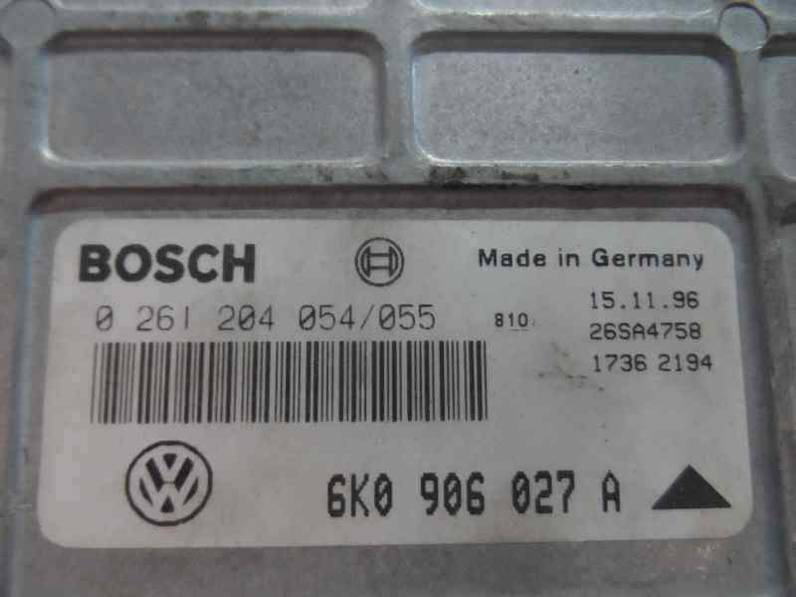 BOSCH
Made in Germany
0 261 204 054/055
810
15.11.96
26SA4758
1736 2194
VW
6K0 906 027 A